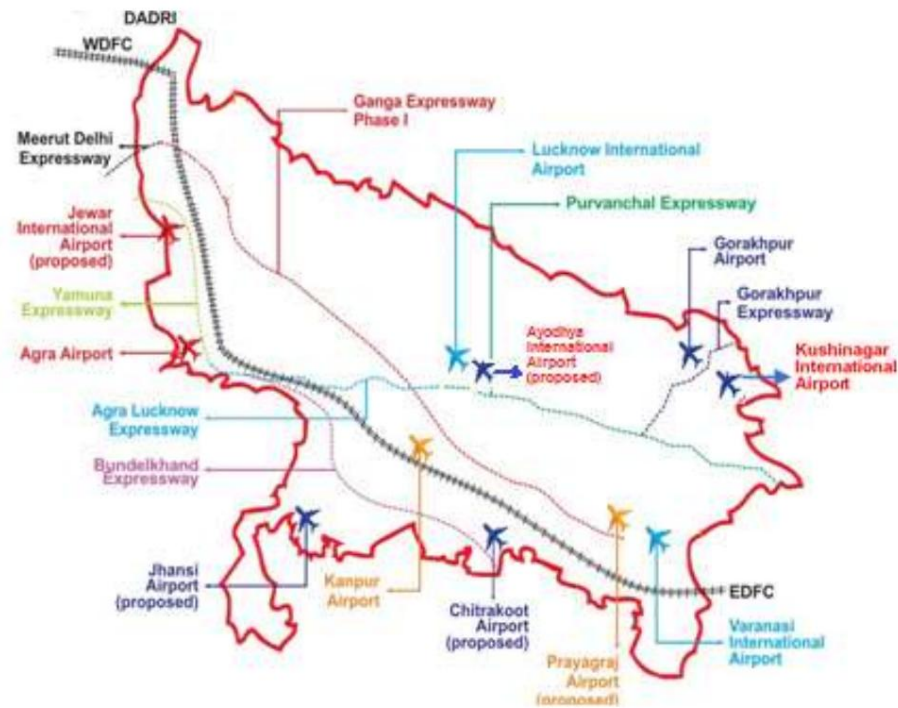 DADRI
WDFC
Ganga Expressway
Phase I
Meerut Delhi
Expressway
Lucknow International
Airport
Purvanchal Expressway
Jewar
International
Airport
(proposed)
Gorakhpur
Airport
Gorakhpur
Expressway
Yamuna
Expressway
Agra Airport
Ayodhya
International
Airport
(proposed)
Kushinagar
International
Airport
Agra Lucknow
Expressway
Bundelkhand
Expressway
Jhansi
Airport
(proposed)
Kanpur
Airport
Chitrakoot
Airport
(proposed)
EDFC
Varanasi
International
Airport
Prayagraj
Airport
(proposed)